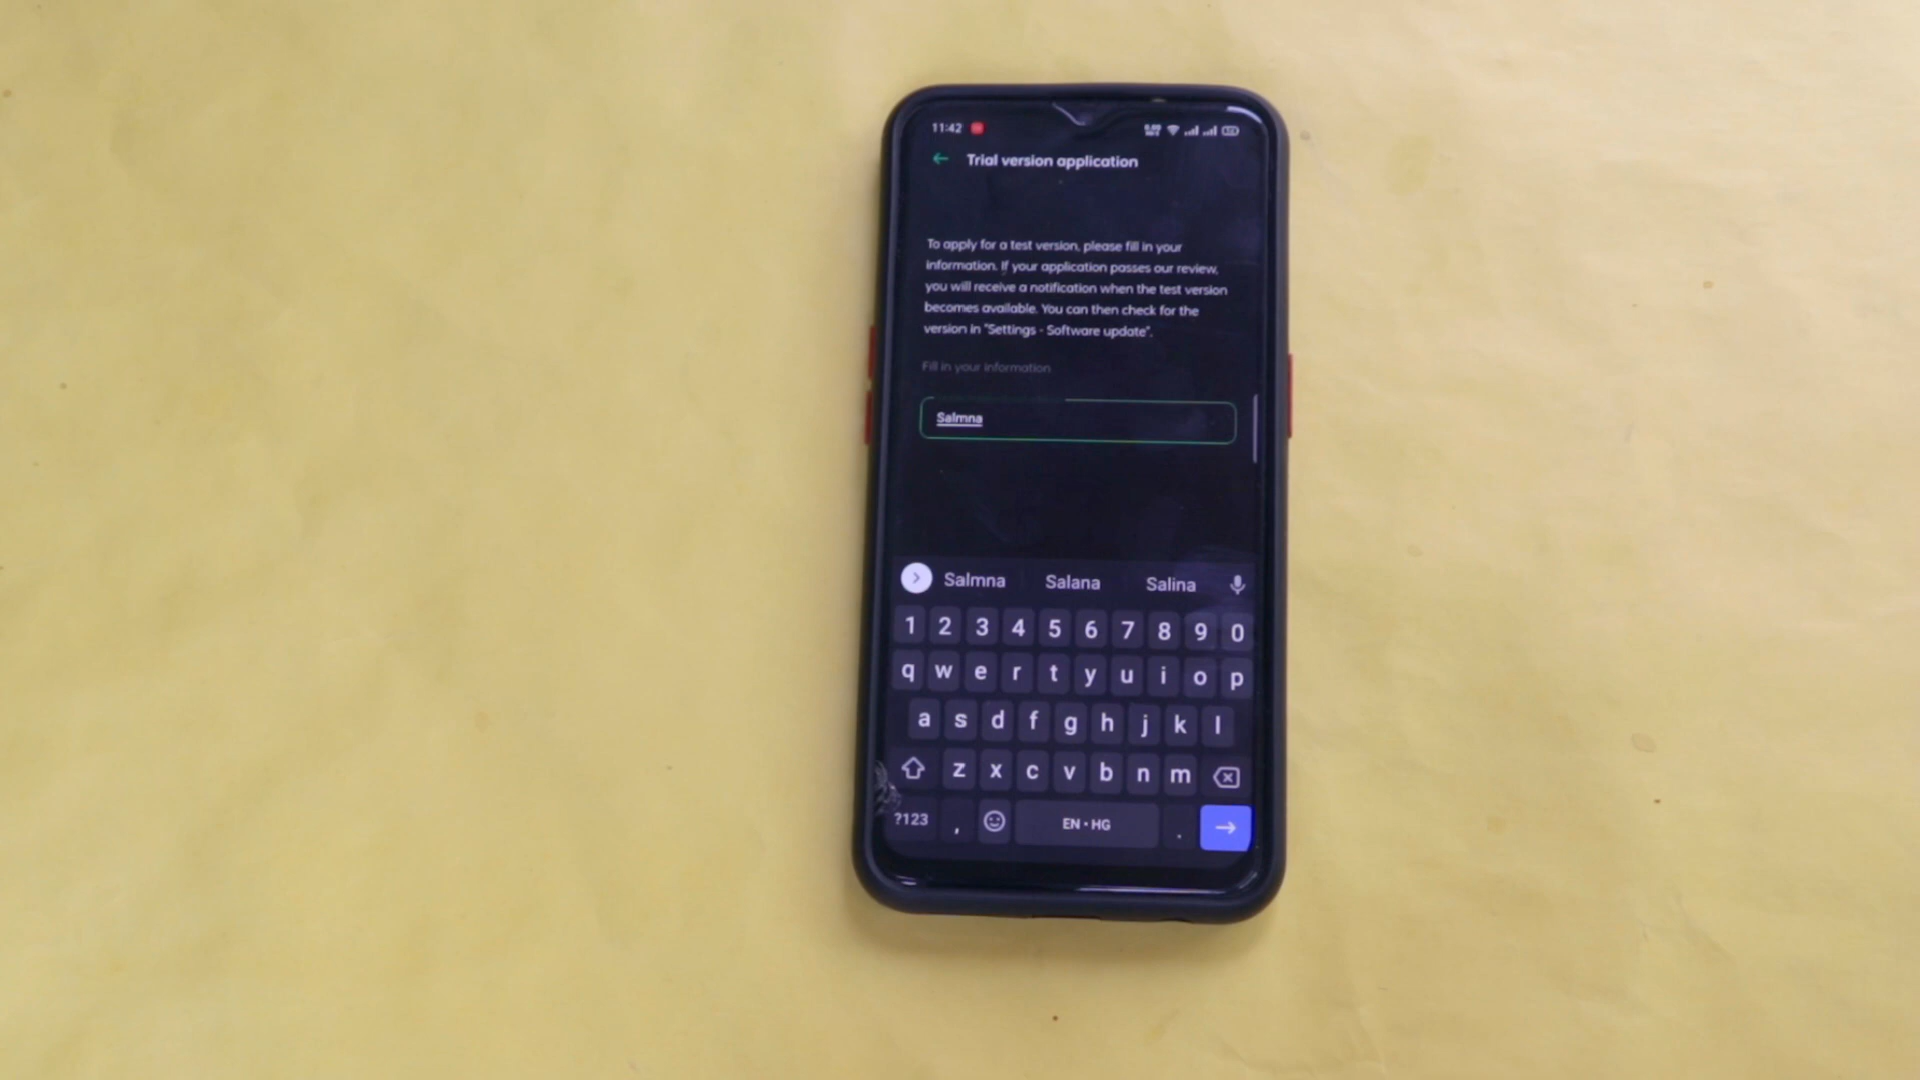 11:42
Trial version application
To apply for a test version, please fill in your
information. If your application passes our review,
you will receive a notification when the test version
becomes available. You can then check for the
version in "Settings - Software update".
Fill in your information
Salmna
Salmna Salana Salina
1 2 3 4 5 6 7 8 9 0
q w e r t y u i o p
a s d f g h j k l
z x c v b n m
?123 , EN • HG .